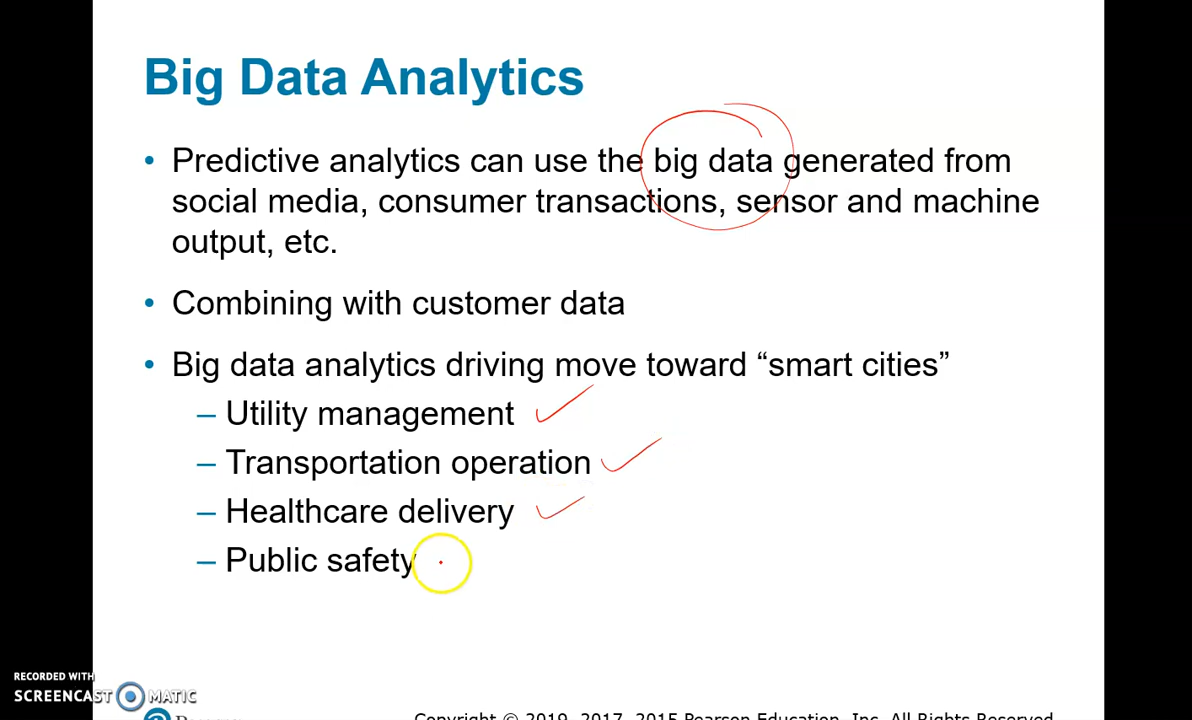 Big Data Analytics
• Predictive analytics can use the big data generated from
social media, consumer transactions, sensor and machine
output, etc.
• Combining with customer data
• Big data analytics driving move toward “smart cities”
– Utility management
– Transportation operation
– Healthcare delivery
– Public safety
RECORDED WITH
SCREENCAST MATIC
Pearson
Copyright © 2019, 2017, 2015 Pearson Education, Inc. All Rights Reserved